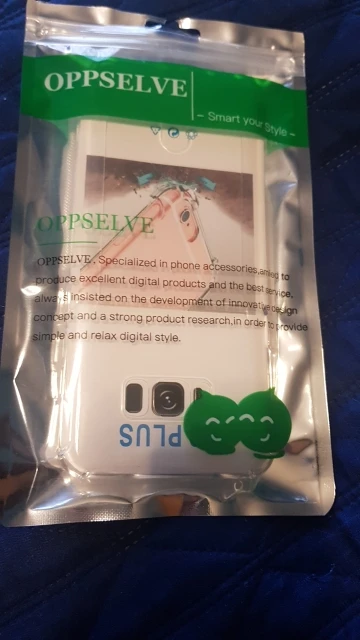 OPPSELVE
– Smart your Style –
OPPSELVE
OPPSELVE, Specialized in phone accessories,aimed to
produce excellent digital products and the best service,
always insisted on the development of innovative design
concept and a strong product research,in order to provide
simple and relax digital style.
PLUS